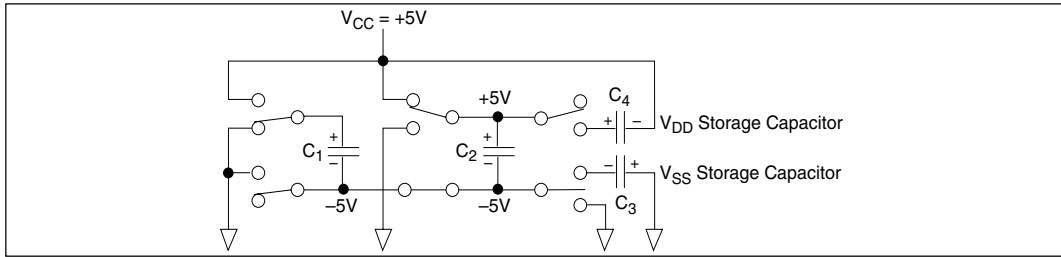 V_CC = +5V
+5V
C_4
+ −
V_DD Storage Capacitor
C_1
+
−
C_2
+
−
− +
V_SS Storage Capacitor
C_3
–5V
–5V